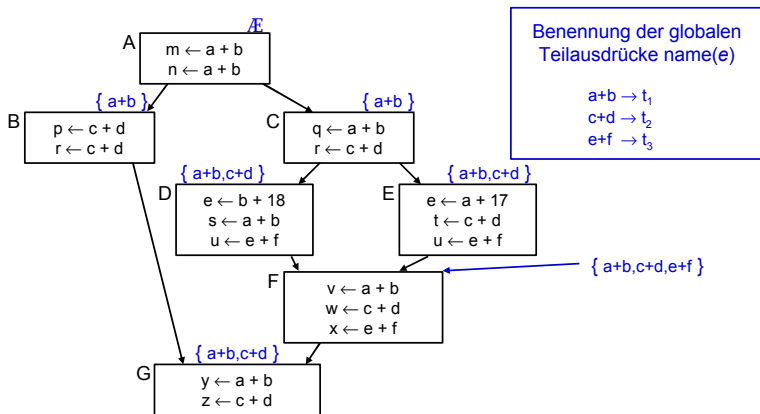 Æ
A
m ← a + b
n ← a + b
Benennung der globalen
Teilausdrücke name(e)
a+b → t₁
c+d → t₂
e+f → t₃
{ a+b }
B
p ← c + d
r ← c + d
{ a+b }
C
q ← a + b
r ← c + d
{ a+b,c+d }
D
e ← b + 18
s ← a + b
u ← e + f
{ a+b,c+d }
E
e ← a + 17
t ← c + d
u ← e + f
{ a+b,c+d,e+f }
F
v ← a + b
w ← c + d
x ← e + f
{ a+b,c+d }
G
y ← a + b
z ← c + d